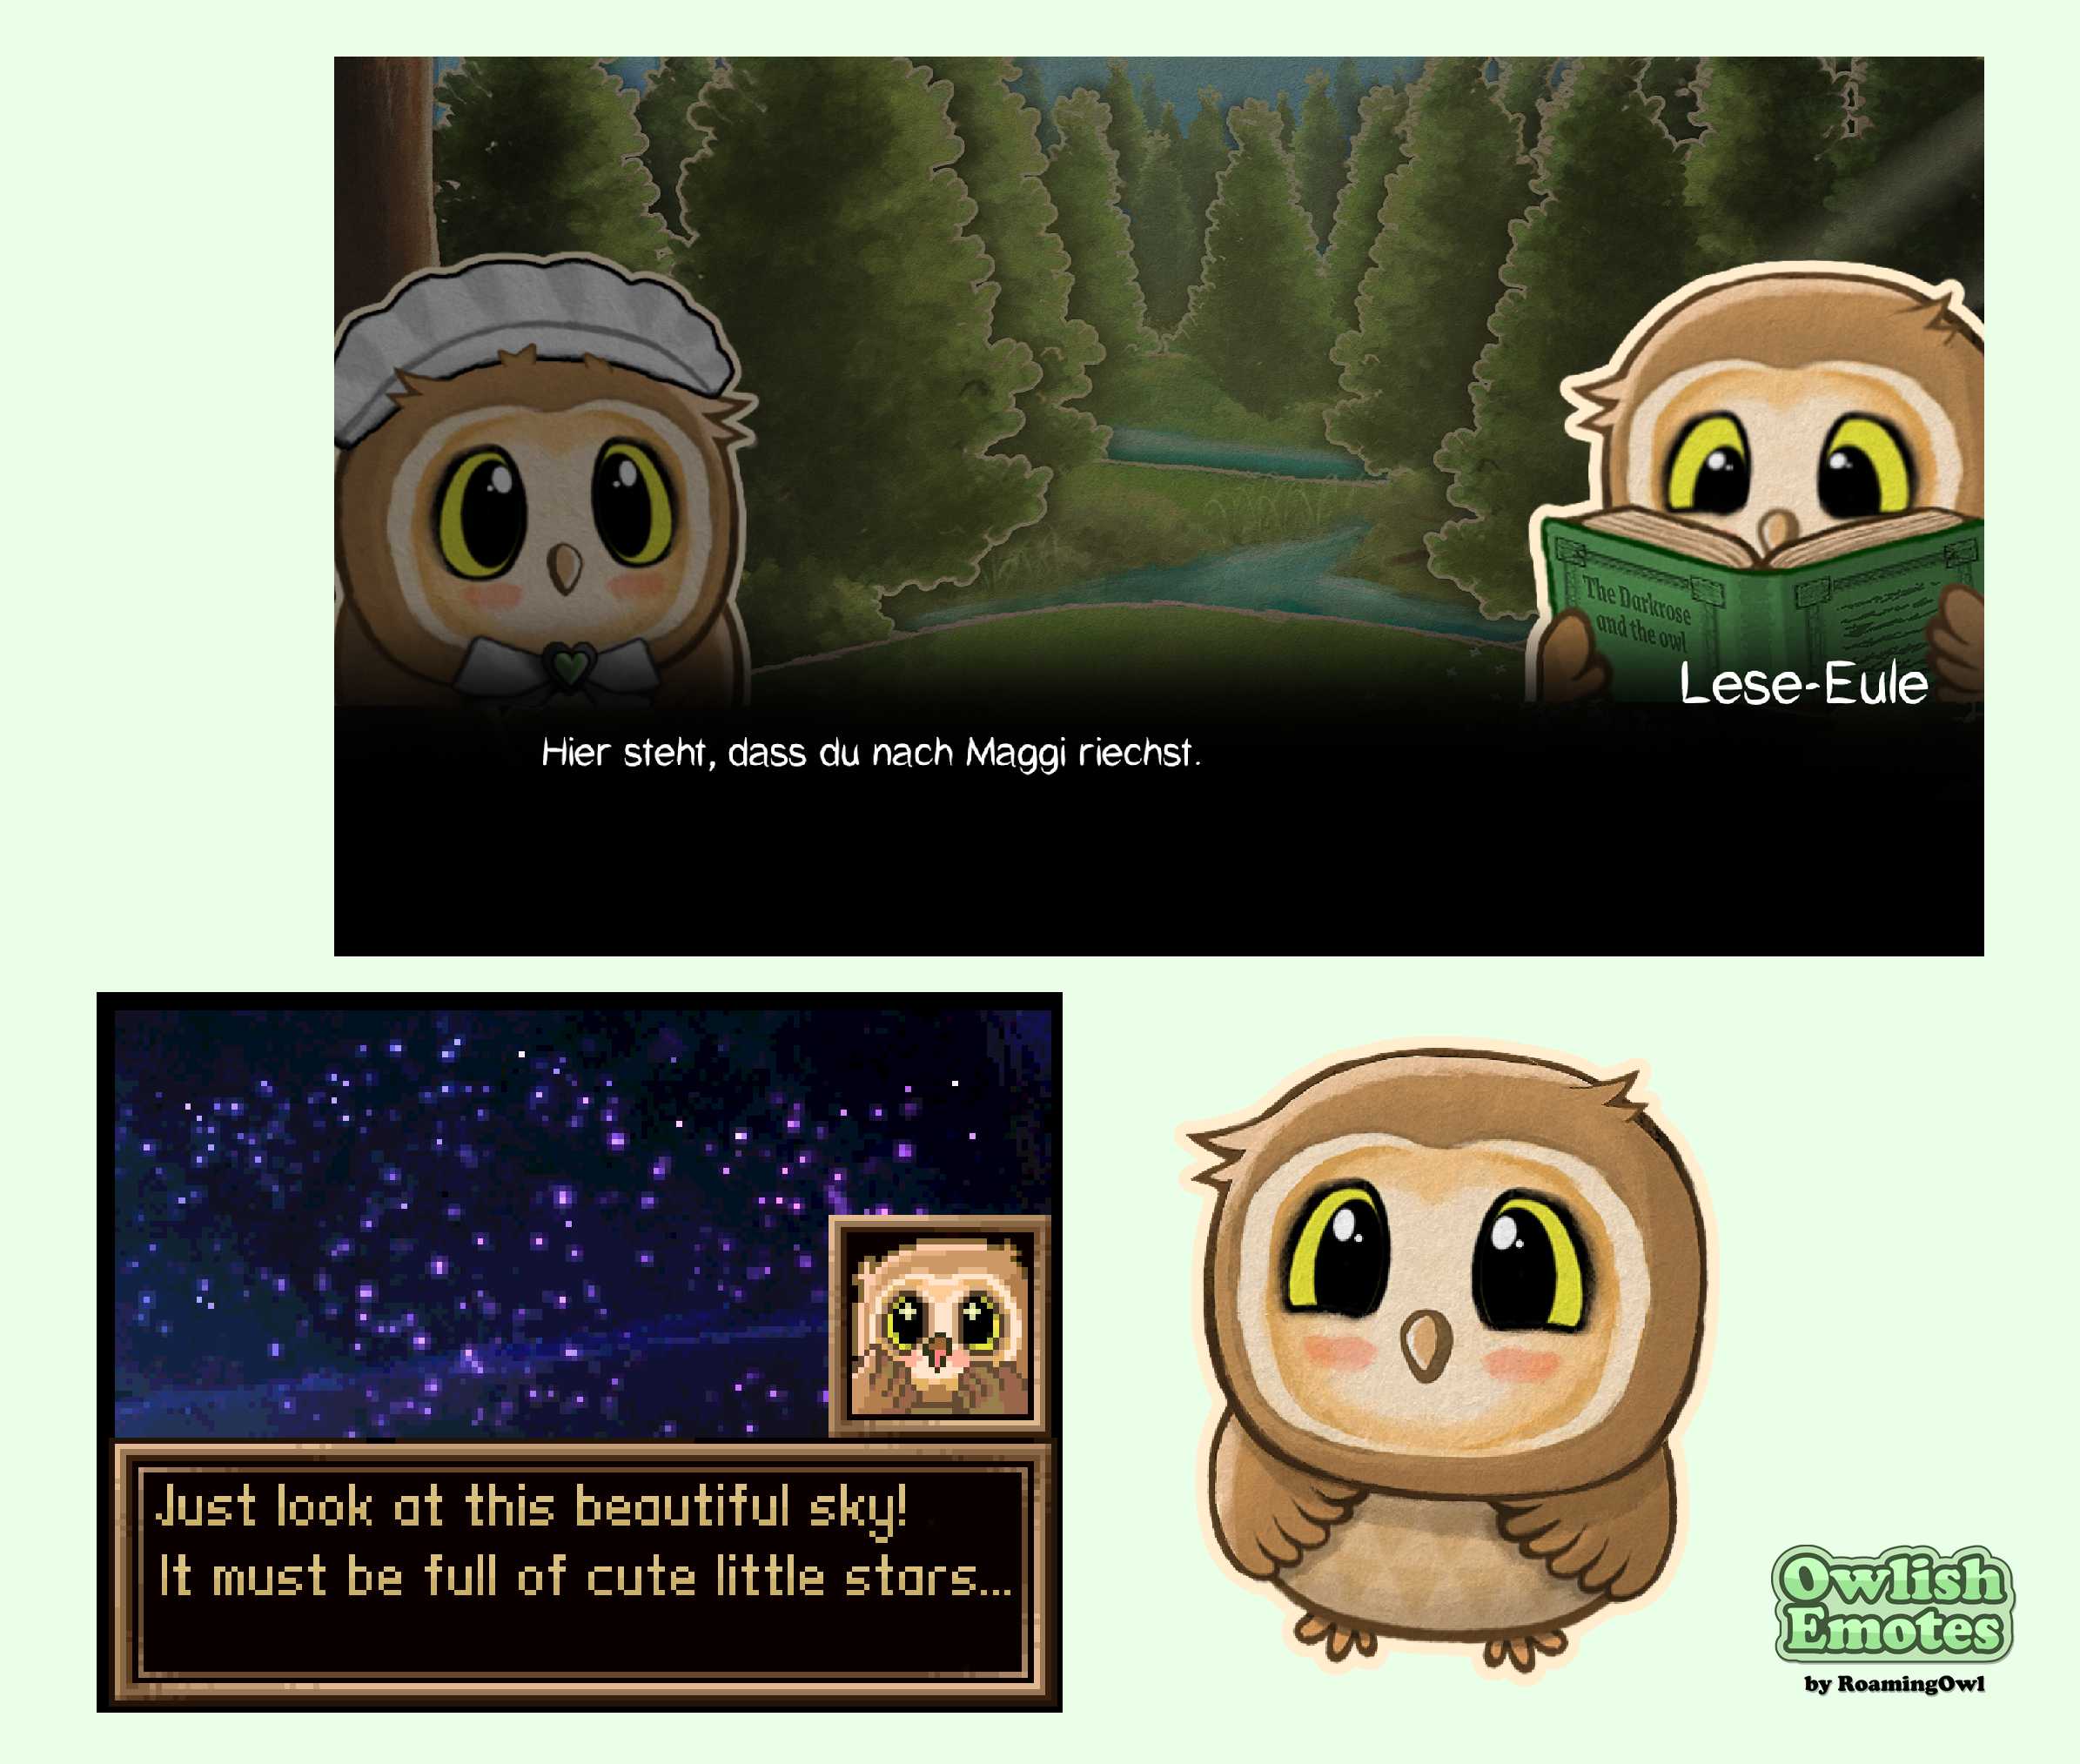 The Darkrose
and the owl
Lese-Eule
Hier steht, dass du nach Maggi riechst.
Just look at this beautiful sky!
It must be full of cute little stars...
Owlish
Emotes
by RoamingOwl